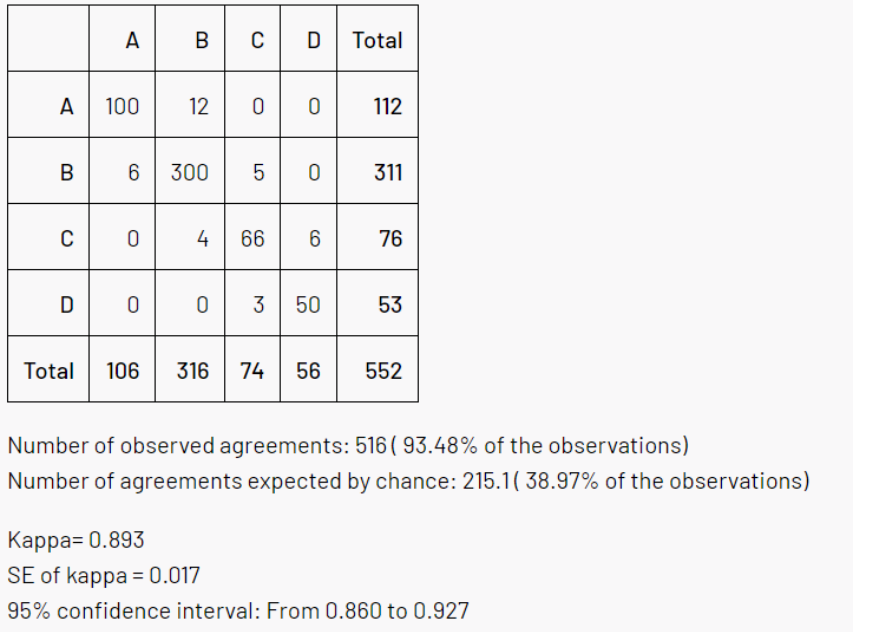 A B C D Total
A 100 12 0 0 112
B 6 300 5 0 311
C 0 4 66 6 76
D 0 0 3 50 53
Total 106 316 74 56 552
Number of observed agreements: 516 ( 93.48% of the observations)
Number of agreements expected by chance: 215.1 ( 38.97% of the observations)
Kappa= 0.893
SE of kappa = 0.017
95% confidence interval: From 0.860 to 0.927